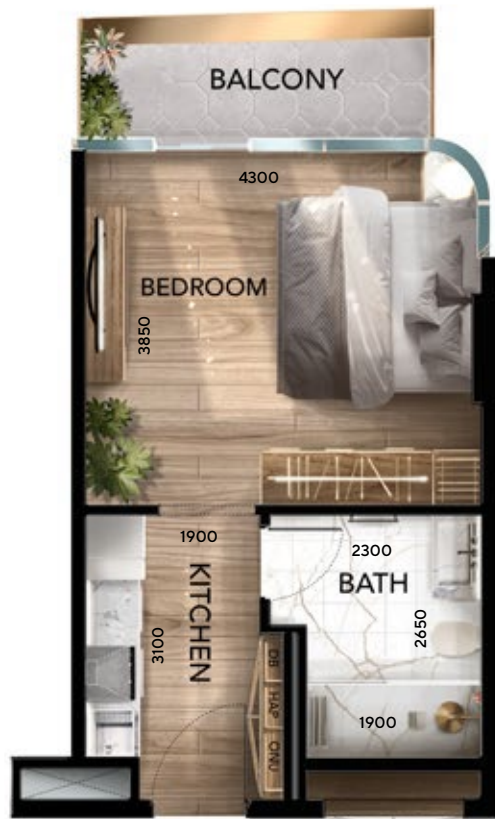 BALCONY
4300
BEDROOM
3850
1900
2300
KITCHEN
BATH
3100
2650
DB
HAP
ONU
1900